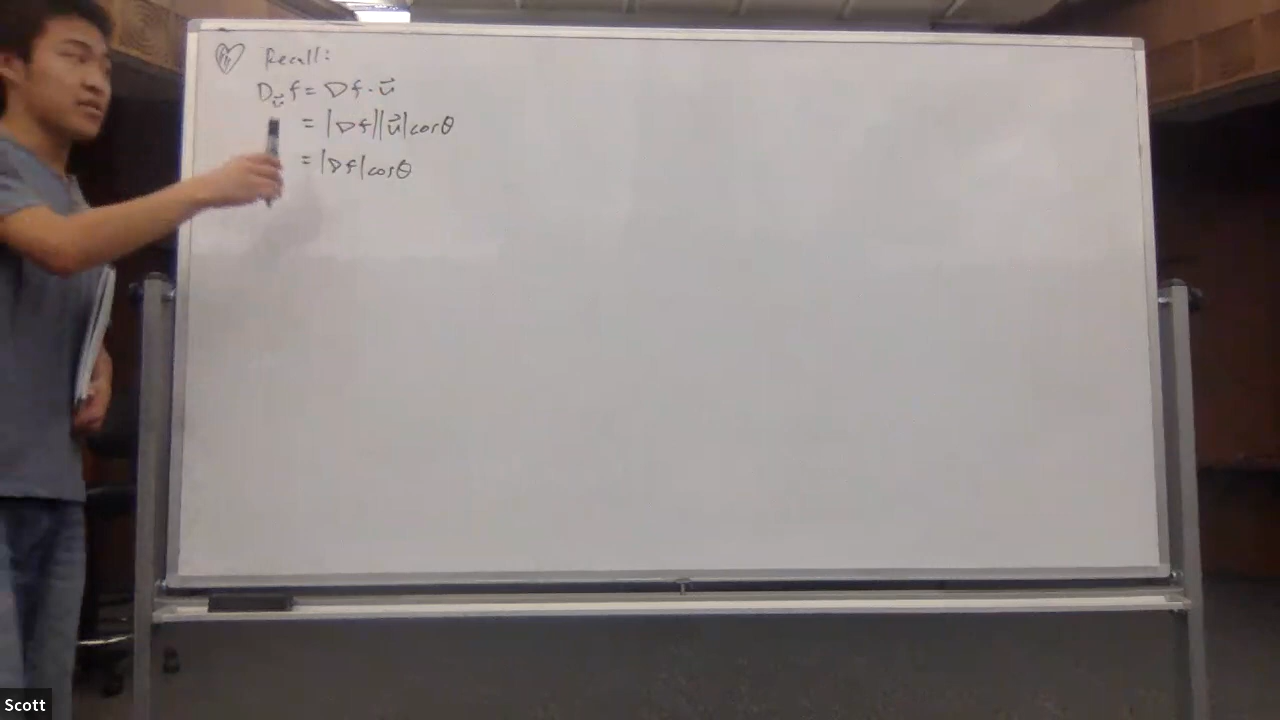 Recall:
D_u⃗ f = ∇f · u⃗
= |∇f||u⃗|cosθ
= |∇f|cosθ
Scott